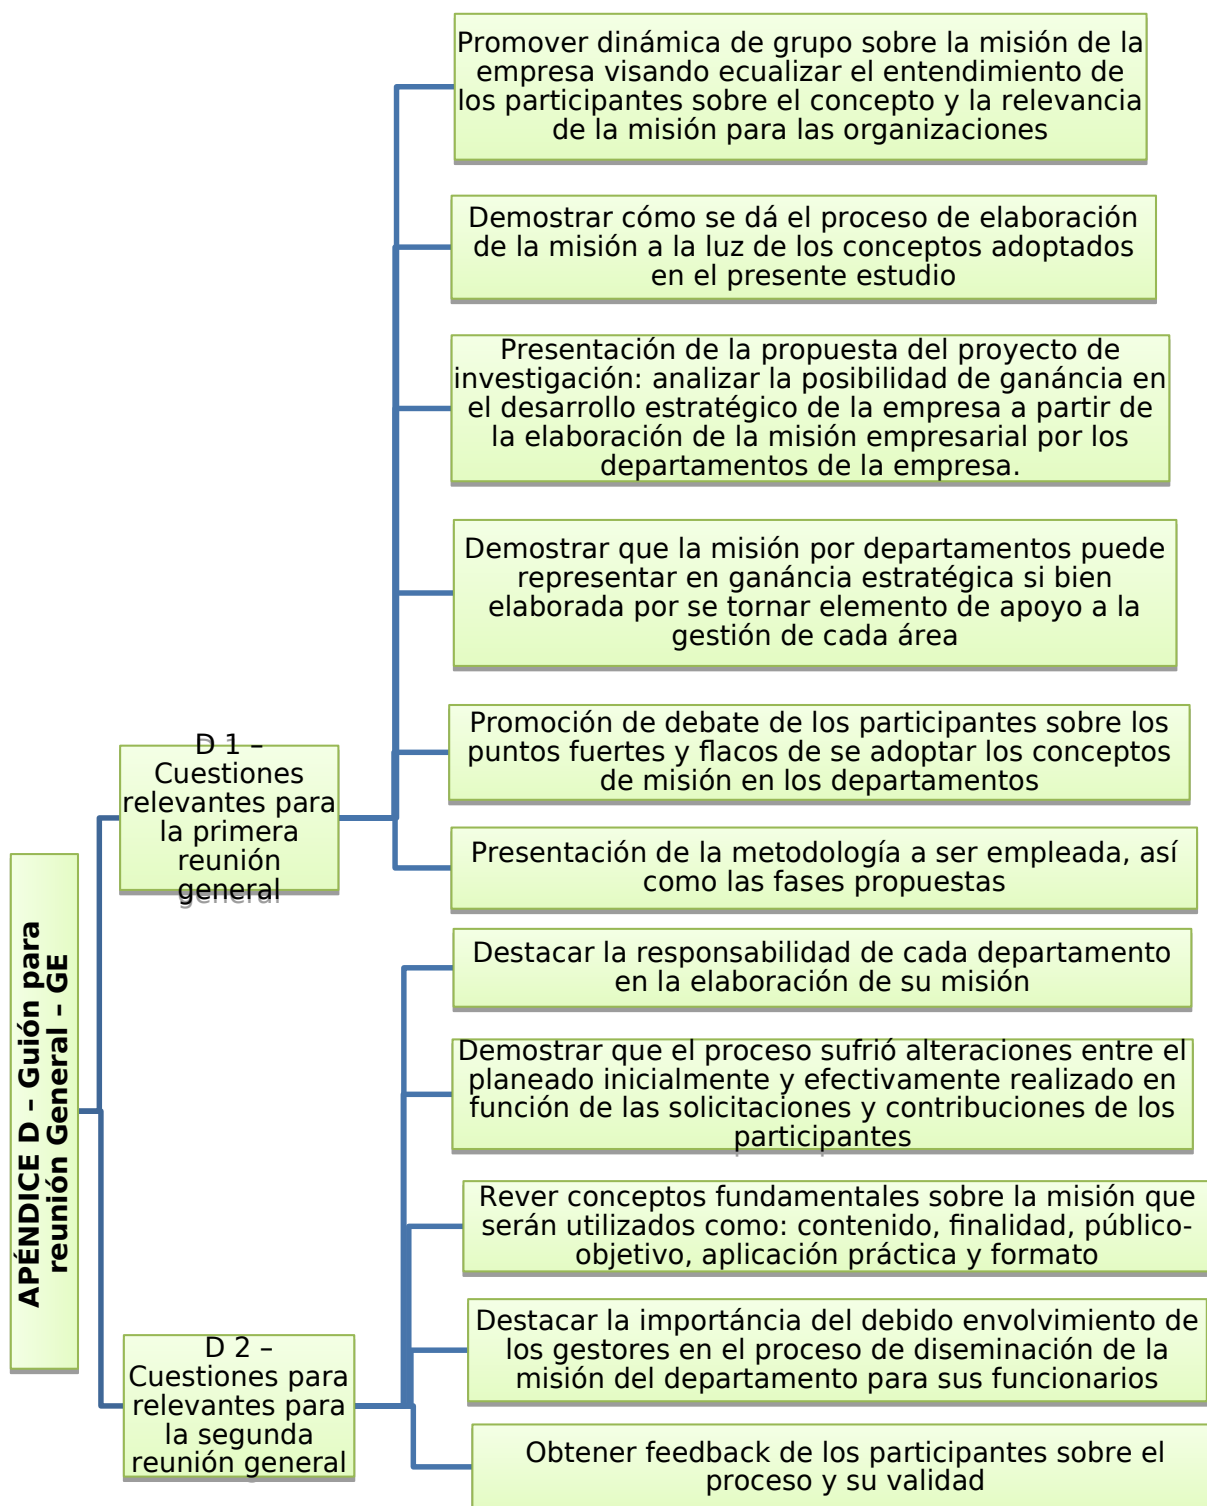 APÉNDICE D – Guión para
reunión General – GE
D 1 –
Cuestiones
relevantes para
la primera
reunión
general
Promover dinámica de grupo sobre la misión de la
empresa visando ecualizar el entendimiento de
los participantes sobre el concepto y la relevancia
de la misión para las organizaciones
Demostrar cómo se dá el proceso de elaboración
de la misión a la luz de los conceptos adoptados
en el presente estudio
Presentación de la propuesta del proyecto de
investigación: analizar la posibilidad de ganáncia en
el desarrollo estratégico de la empresa a partir de
la elaboración de la misión empresarial por los
departamentos de la empresa.
Demostrar que la misión por departamentos puede
representar en ganáncia estratégica si bien
elaborada por se tornar elemento de apoyo a la
gestión de cada área
Promoción de debate de los participantes sobre los
puntos fuertes y flacos de se adoptar los conceptos
de misión en los departamentos
Presentación de la metodología a ser empleada, así
como las fases propuestas
D 2 –
Cuestiones para
relevantes para
la segunda
reunión general
Destacar la responsabilidad de cada departamento
en la elaboración de su misión
Demostrar que el proceso sufrió alteraciones entre el
planeado inicialmente y efectivamente realizado en
función de las solicitaciones y contribuciones de los
participantes
Rever conceptos fundamentales sobre la misión que
serán utilizados como: contenido, finalidad, público-
objetivo, aplicación práctica y formato
Destacar la importáncia del debido envolvimiento de
los gestores en el proceso de diseminación de la
misión del departamento para sus funcionarios
Obtener feedback de los participantes sobre el
proceso y su validad